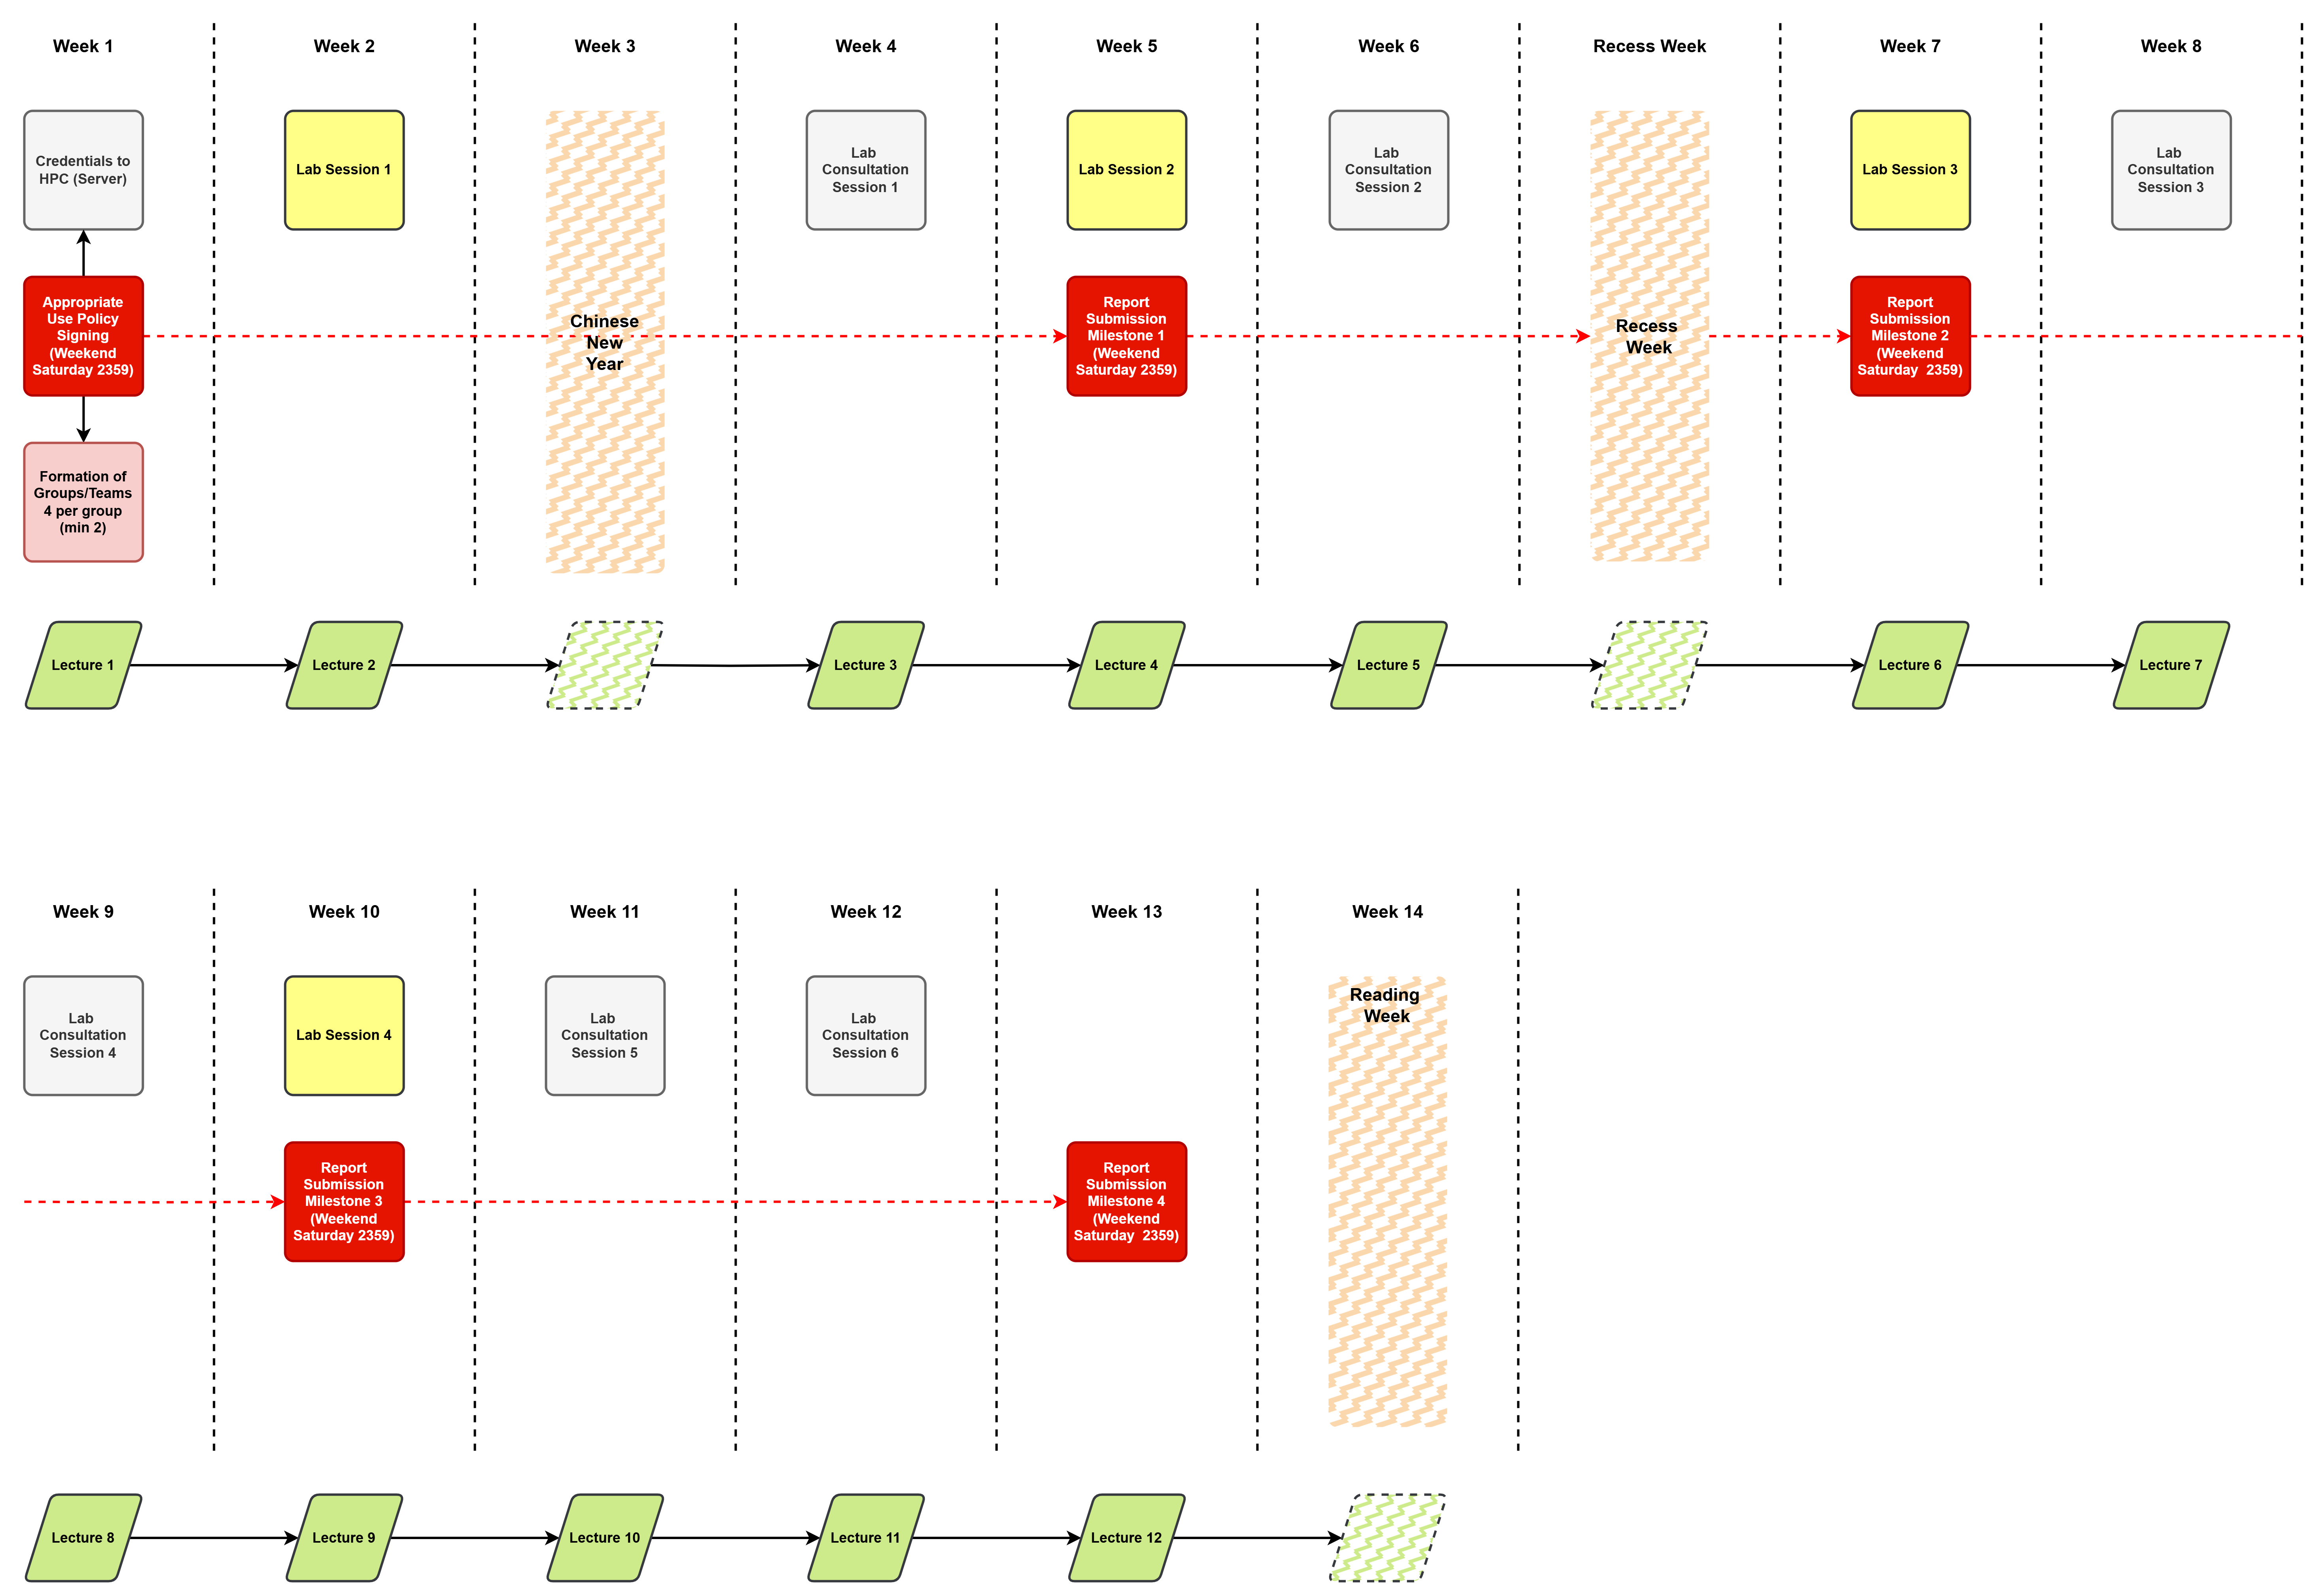 Week 1
Week 2
Week 3
Week 4
Week 5
Week 6
Recess Week
Week 7
Week 8
Credentials to
HPC (Server)
Lab Session 1
Lab
Consultation
Session 1
Lab Session 2
Lab
Consultation
Session 2
Lab Session 3
Lab
Consultation
Session 3
Appropriate
Use Policy
Signing
(Weekend
Saturday 2359)
Chinese
New
Year
Report
Submission
Milestone 1
(Weekend
Saturday 2359)
Recess
Week
Report
Submission
Milestone 2
(Weekend
Saturday  2359)
Formation of
Groups/Teams
4 per group
(min 2)
Lecture 1
Lecture 2
Lecture 3
Lecture 4
Lecture 5
Lecture 6
Lecture 7
Week 9
Week 10
Week 11
Week 12
Week 13
Week 14
Lab
Consultation
Session 4
Lab Session 4
Lab
Consultation
Session 5
Lab
Consultation
Session 6
Reading
Week
Report
Submission
Milestone 3
(Weekend
Saturday 2359)
Report
Submission
Milestone 4
(Weekend
Saturday  2359)
Lecture 8
Lecture 9
Lecture 10
Lecture 11
Lecture 12